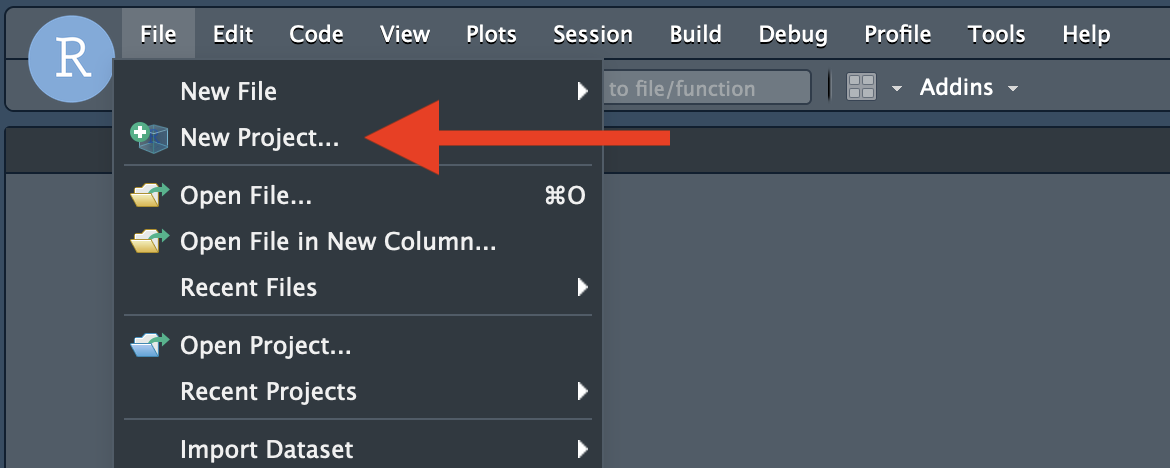 R File Edit Code View Plots Session Build Debug Profile Tools Help
New File to file/function Addins
New Project...
Open File... ⌘O
Open File in New Column...
Recent Files
Open Project...
Recent Projects
Import Dataset